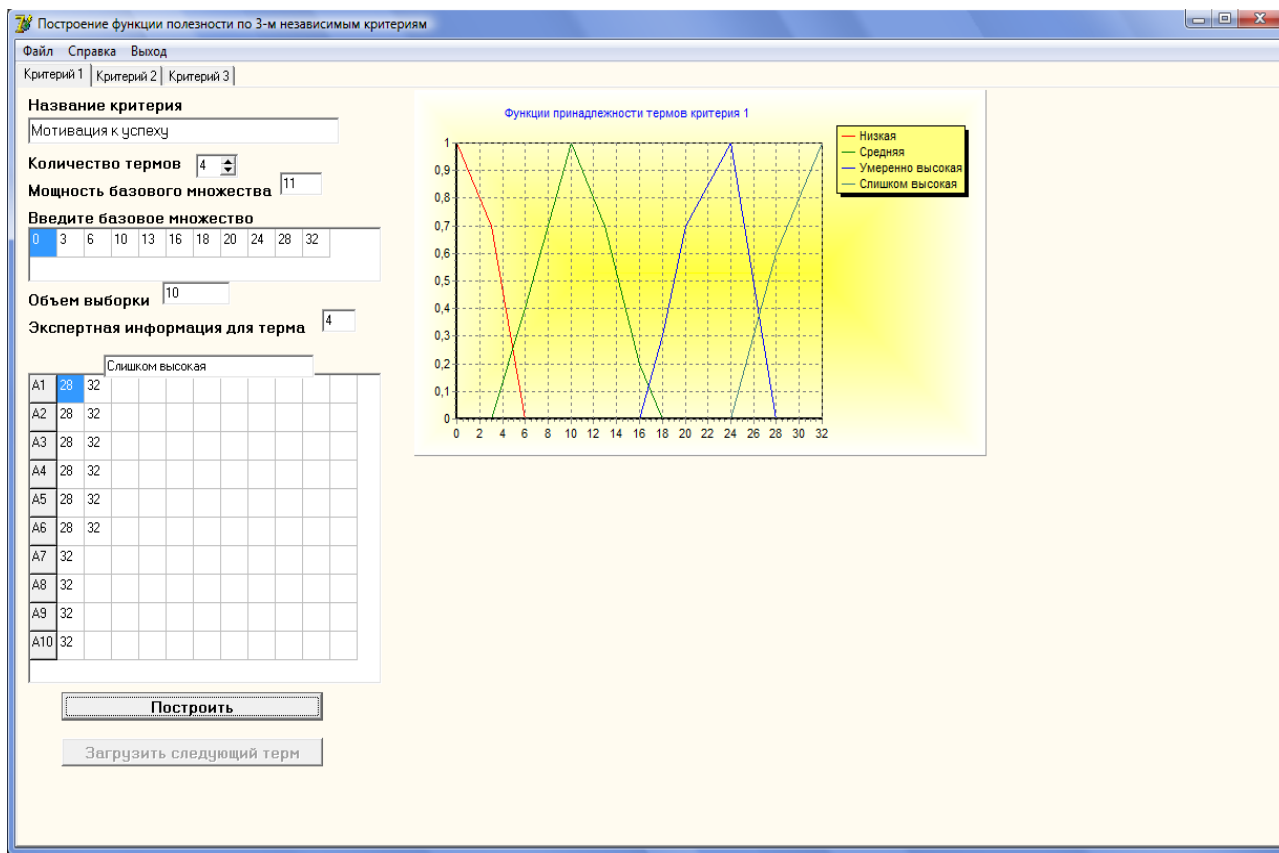 Построение функции полезности по 3-м независимым критериям
Файл Справка Выход
Критерий 1 Критерий 2 Критерий 3
Название критерия
Мотивация к успеху
Количество термов 4
Мощность базового множества 11
Введите базовое множество
0 3 6 10 13 16 18 20 24 28 32
Объем выборки 10
Экспертная информация для терма 4
Слишком высокая
A1 28 32
A2 28 32
A3 28 32
A4 28 32
A5 28 32
A6 28 32
A7 32
A8 32
A9 32
A10 32
Построить
Загрузить следующий терм
Функции принадлежности термов критерия 1
1
0,9
0,8
0,7
0,6
0,5
0,4
0,3
0,2
0,1
0
0 2 4 6 8 10 12 14 16 18 20 22 24 26 28 30 32
Низкая
Средняя
Умеренно высокая
Слишком высокая